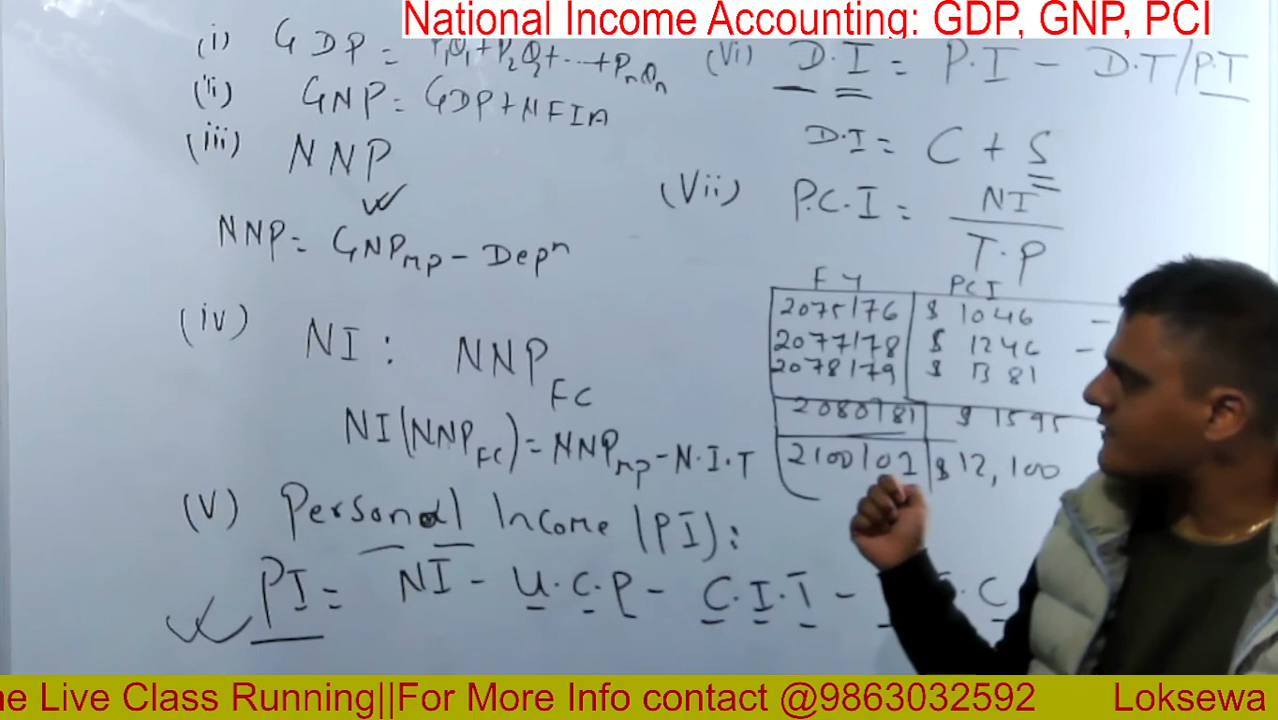 National Income Accounting: GDP, GNP, PCI
(i) GDP = P1Q1+P2Q2+...+PnQn
(ii) GNP = GDP+NFIA
(iii) NNP
NNP = GNPmp - Depn
(iv) NI : NNPFC
NI(NNPFC) = NNPmp - N.I.T
(v) Personal Income (PI):
PI = NI - U.C.P - C.I.T - C
(Vi) D.I = P.I - D.T/P.T
D.I = C + S
(Vii) P.C.I = NI
T.P
FY PCI
2075/76 $ 1046 -
2077/78 $ 1246 -
2078/79 $ 1381
2080/81 $ 1595
2100/01 $ 12,100
ne Live Class Running||For More Info contact @9863032592 Loksewa